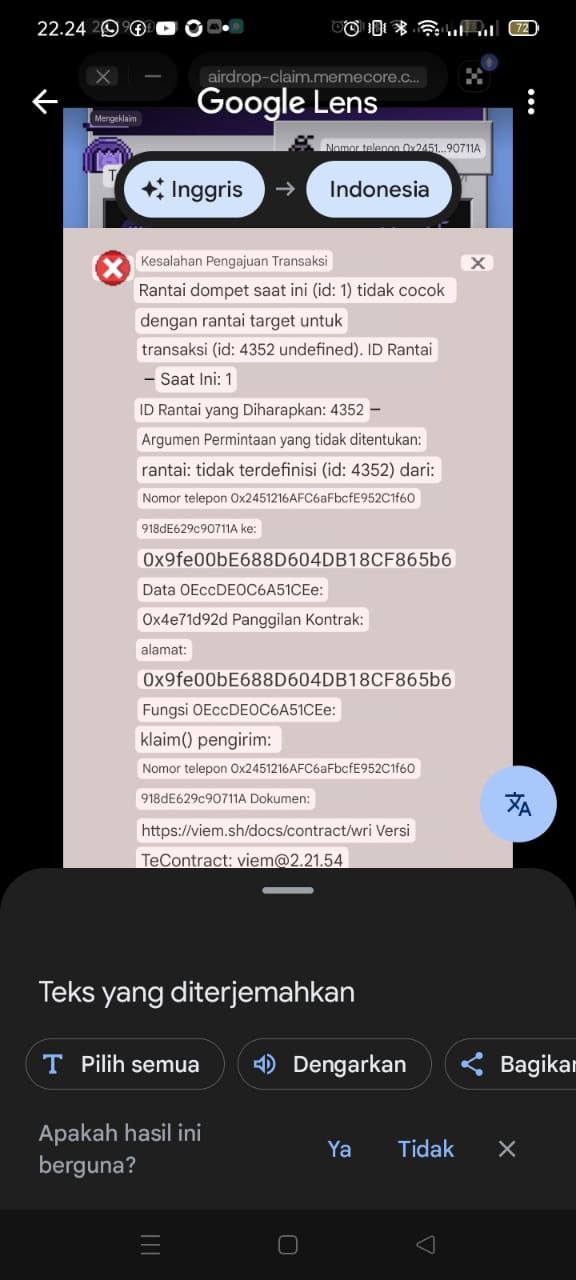 22.24
72
airdrop-claim.memecore.c...
Google Lens
Mengeklaim
Nomor telepon 0x2451...90711A
T
Inggris → Indonesia
Kesalahan Pengajuan Transaksi
Rantai dompet saat ini (id: 1) tidak cocok
dengan rantai target untuk
transaksi (id: 4352 undefined). ID Rantai
– Saat Ini: 1
ID Rantai yang Diharapkan: 4352 –
Argumen Permintaan yang tidak ditentukan:
rantai: tidak terdefinisi (id: 4352) dari:
Nomor telepon 0x2451216AFC6aFbcfE952C1f60
918dE629c90711A ke:
0x9fe00bE688D604DB18CF865b6
Data 0EccDE0C6A51CEe:
0x4e71d92d Panggilan Kontrak:
alamat:
0x9fe00bE688D604DB18CF865b6
Fungsi 0EccDE0C6A51CEe:
klaim() pengirim:
Nomor telepon 0x2451216AFC6aFbcfE952C1f60
918dE629c90711A Dokumen:
https://viem.sh/docs/contract/wri Versi
TeContract: viem@2.21.54
Teks yang diterjemahkan
Pilih semua
Dengarkan
Bagikan
Apakah hasil ini
berguna?
Ya
Tidak